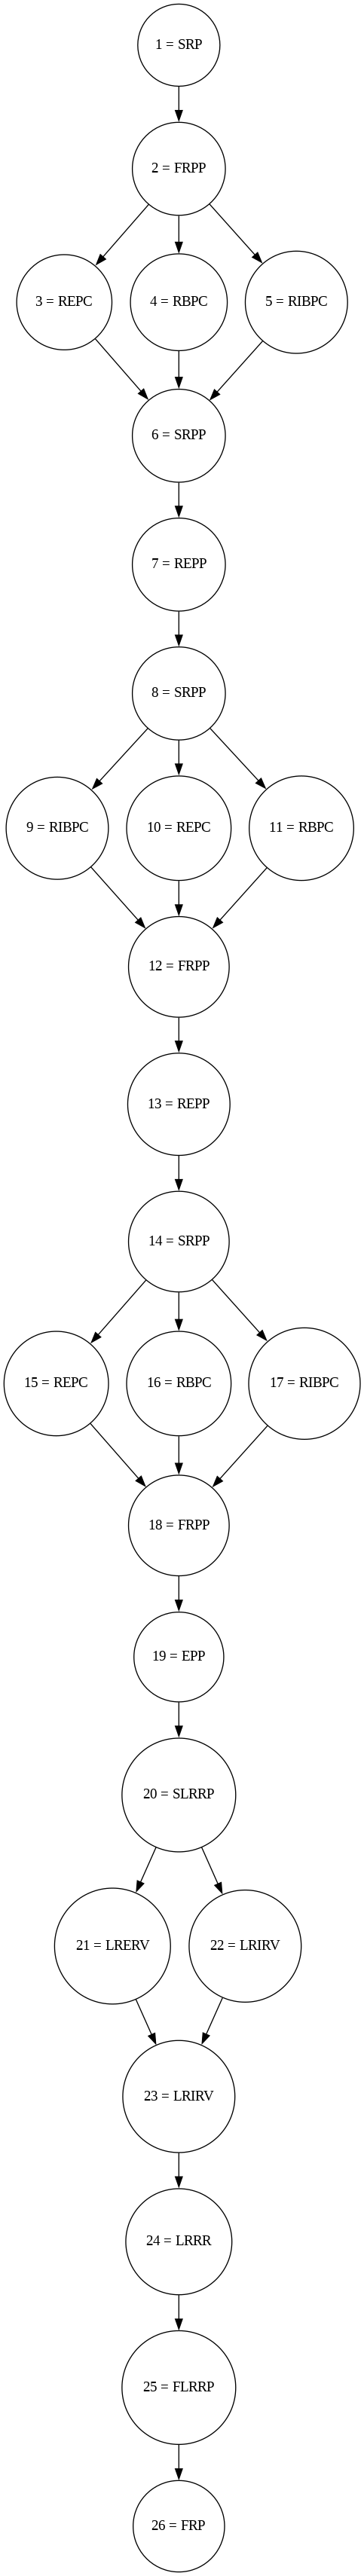 1 = SRP
2 = FRPP
3 = REPC
4 = RBPC
5 = RIBPC
6 = SRPP
7 = REPP
8 = SRPP
9 = RIBPC
10 = REPC
11 = RBPC
12 = FRPP
13 = REPP
14 = SRPP
15 = REPC
16 = RBPC
17 = RIBPC
18 = FRPP
19 = EPP
20 = SLRRP
21 = LRERV
22 = LRIRV
23 = LRIRV
24 = LRRR
25 = FLRRP
26 = FRP